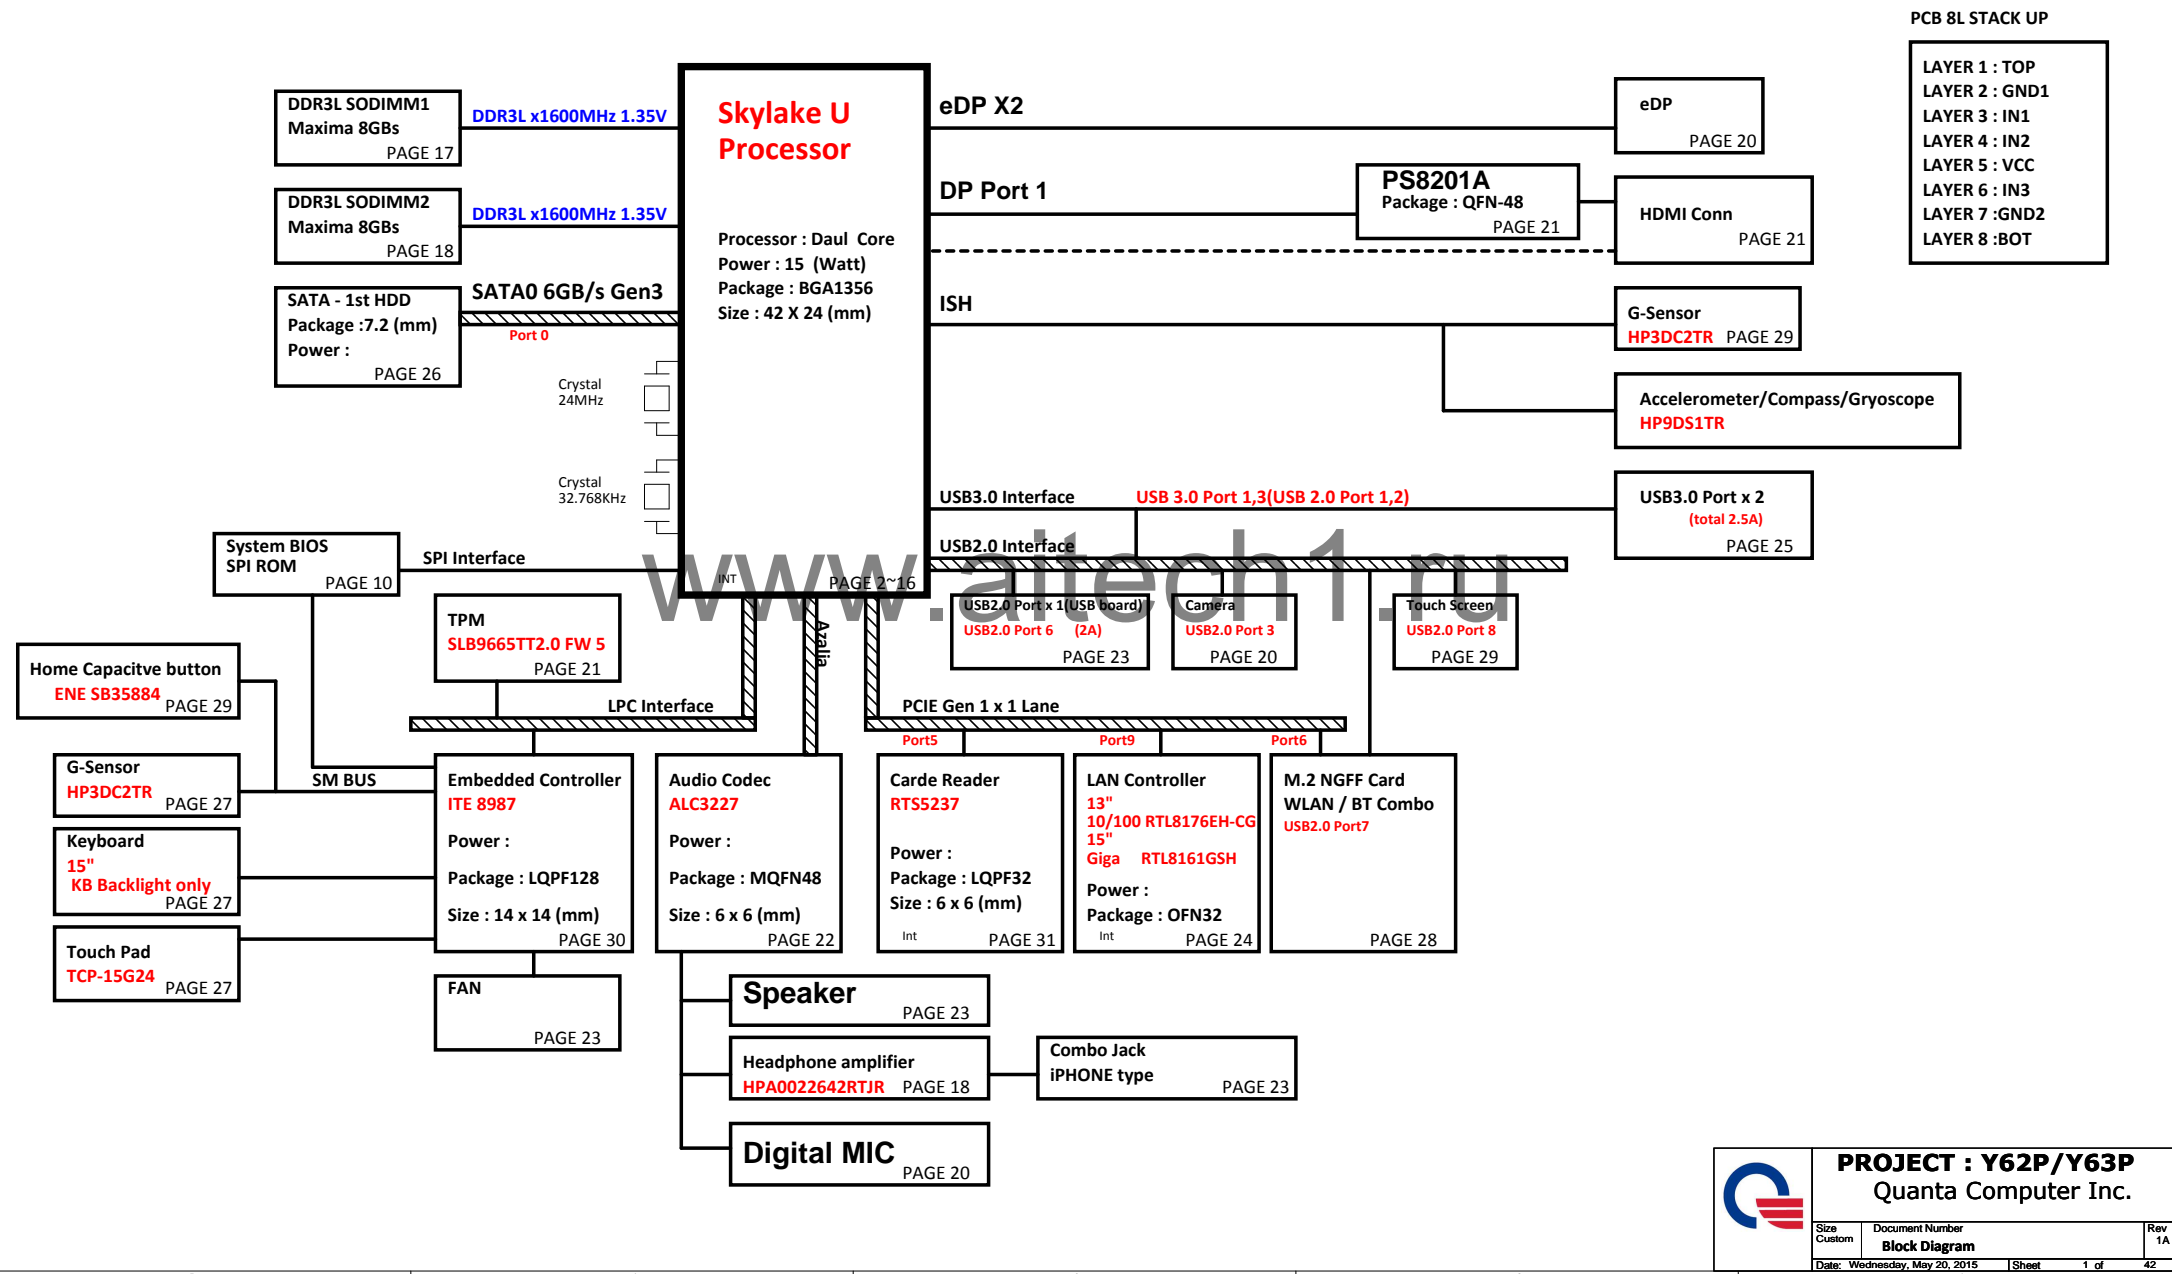 PCB 8L STACK UP
LAYER 1 : TOP
LAYER 2 : GND1
LAYER 3 : IN1
LAYER 4 : IN2
LAYER 5 : VCC
LAYER 6 : IN3
LAYER 7 :GND2
LAYER 8 :BOT
DDR3L SODIMM1
Maxima 8GBs
PAGE 17
DDR3L x1600MHz 1.35V
DDR3L SODIMM2
Maxima 8GBs
PAGE 18
DDR3L x1600MHz 1.35V
SATA - 1st HDD
Package :7.2 (mm)
Power :
PAGE 26
SATA0 6GB/s Gen3
Port 0
Crystal
24MHz
Crystal
32.768KHz
Skylake U
Processor
Processor : Daul Core
Power : 15 (Watt)
Package : BGA1356
Size : 42 X 24 (mm)
INT
PAGE 2~16
eDP X2
eDP
PAGE 20
DP Port 1
PS8201A
Package : QFN-48
PAGE 21
HDMI Conn
PAGE 21
ISH
G-Sensor
HP3DC2TR PAGE 29
Accelerometer/Compass/Gryoscope
HP9DS1TR
USB3.0 Interface
USB 3.0 Port 1,3(USB 2.0 Port 1,2)
USB3.0 Port x 2
(total 2.5A)
PAGE 25
USB2.0 Interface
www.aitech1.ru
USB2.0 Port x 1(USB board)
USB2.0 Port 6 (2A)
PAGE 23
Camera
USB2.0 Port 3
PAGE 20
Touch Screen
USB2.0 Port 8
PAGE 29
System BIOS
SPI ROM
PAGE 10
SPI Interface
TPM
SLB9665TT2.0 FW 5
PAGE 21
Azalia
Home Capacitve button
ENE SB35884
PAGE 29
LPC Interface
PCIE Gen 1 x 1 Lane
Port5
Port9
Port6
G-Sensor
HP3DC2TR
PAGE 27
SM BUS
Keyboard
15"
KB Backlight only
PAGE 27
Touch Pad
TCP-15G24
PAGE 27
Embedded Controller
ITE 8987
Power :
Package : LQPF128
Size : 14 x 14 (mm)
PAGE 30
Audio Codec
ALC3227
Power :
Package : MQFN48
Size : 6 x 6 (mm)
PAGE 22
Carde Reader
RTS5237
Power :
Package : LQPF32
Size : 6 x 6 (mm)
Int
PAGE 31
LAN Controller
13"
10/100 RTL8176EH-CG
15"
Giga RTL8161GSH
Power :
Package : OFN32
Int
PAGE 24
M.2 NGFF Card
WLAN / BT Combo
USB2.0 Port7
PAGE 28
FAN
PAGE 23
Speaker
PAGE 23
Headphone amplifier
HPA0022642RTJR PAGE 18
Combo Jack
iPHONE type
PAGE 23
Digital MIC
PAGE 20
PROJECT : Y62P/Y63P
Quanta Computer Inc.
Size
Custom
Document Number
Block Diagram
Rev
1A
Date: Wednesday, May 20, 2015
Sheet 1 of 42